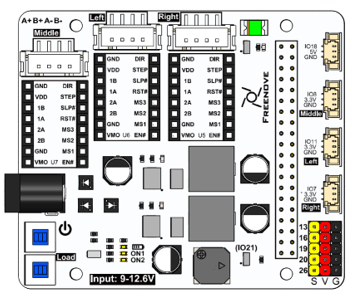 A+B+A-B-
Left
Right
Middle
GND DIR
VDD STEP
1B SLP#
1A RST#
2A MS3
2B MS2
GND MS1
VMO U7 EN#
GND DIR
VDD STEP
1B SLP#
1A RST#
2A MS3
2B MS2
GND MS1
VMO U6 EN#
GND DIR
VDD STEP
1B SLP#
1A RST#
2A MS3
2B MS2
GND MS1
VMO U5 EN#
FREENOVE
IO18
5V
GND
IO8
3.3V
GND
Middle
IO11
3.3V
GND
Left
IO7
3.3V
GND
Right
Load
ON1
ON2
Input: 9-12.6V
(IO21)
13
16
19
20
26
S V G